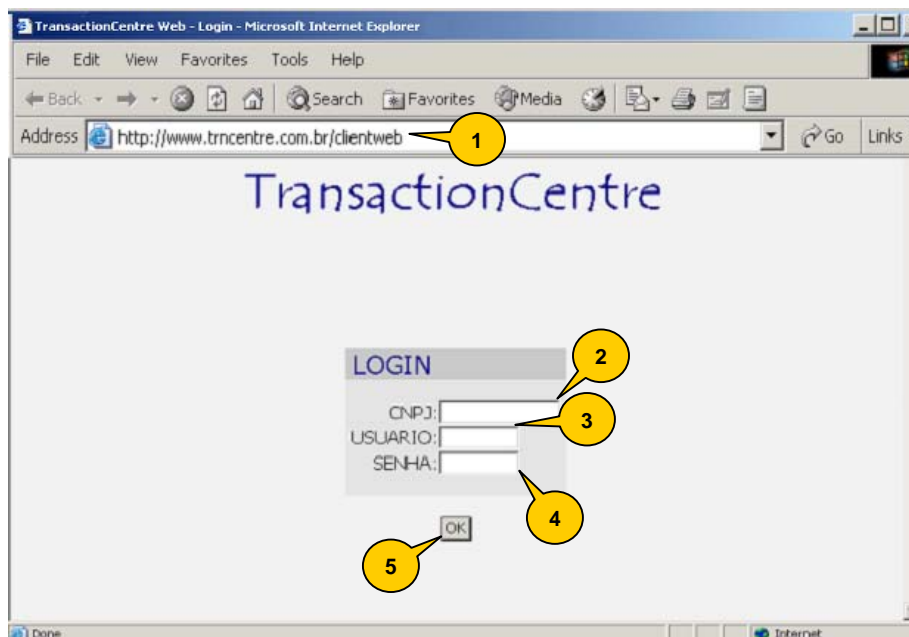 TransactionCentre Web - Login - Microsoft Internet Explorer
File Edit View Favorites Tools Help
Back Search Favorites Media
Address http://www.trncentre.com.br/clientweb Go Links
1
TransactionCentre
2
LOGIN
CNPJ:
3
USUARIO:
SENHA:
4
OK
5
Done Internet